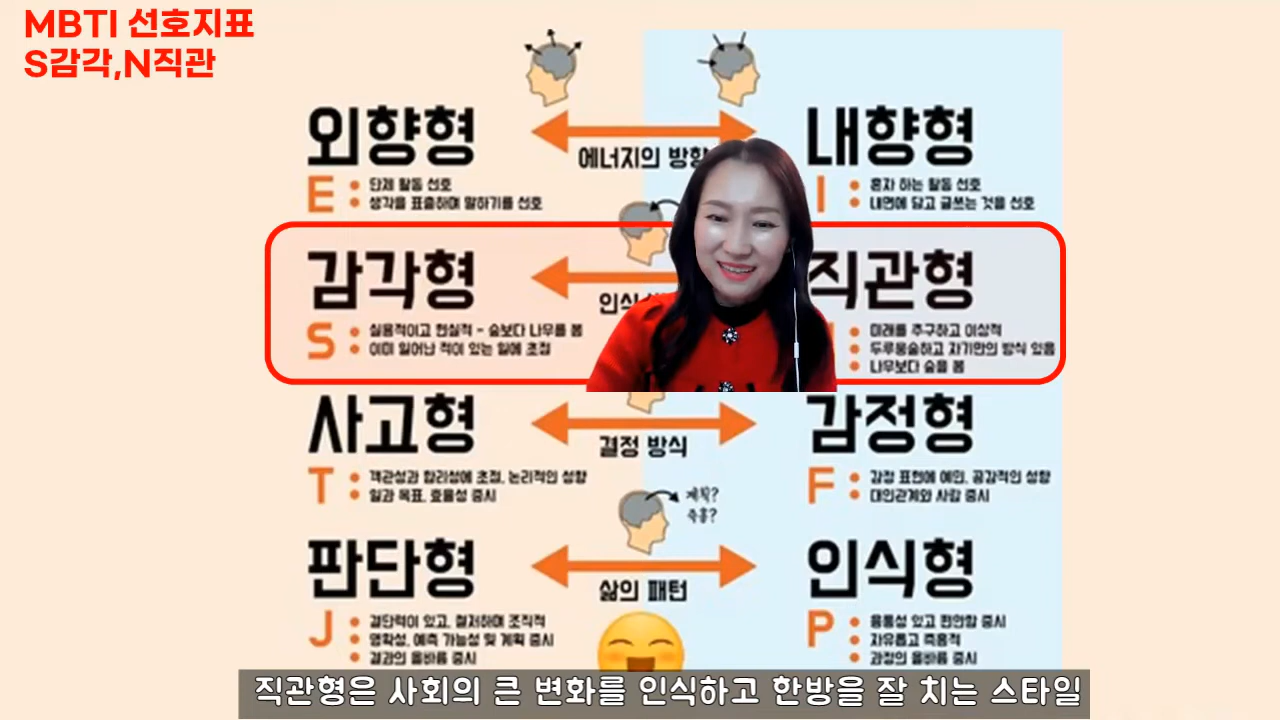 MBTI 선호지표
S감각,N직관
외향형
에너지의 방향
내향형
E
단체 활동 선호
생각을 표출하며 말하기를 선호
I
혼자 하는 활동 선호
내면에 담고 글쓰는 것을 선호
감각형
인식
직관형
S
실용적이고 현실적 - 숲보다 나무를 봄
이미 일어난 적이 있는 일에 초점
미래를 추구하고 이상적
두루뭉술하고 자기만의 방식 있음
나무보다 숲을 봄
사고형
결정 방식
감정형
T
객관성과 합리성에 초점, 논리적인 성향
일과 목표, 효율성 중시
F
감정 표현에 예민, 공감적인 성향
대인관계와 사람 중시
계획?
즉흥?
판단형
삶의 패턴
인식형
J
결단력이 있고, 철저하며 조직적
명확성, 예측 가능성 및 계획 중시
결과의 올바름 중시
P
융통성 있고 편안함 중시
자유롭고 즉흥적
과정의 올바름 중시
직관형은 사회의 큰 변화를 인식하고 한방을 잘 치는 스타일